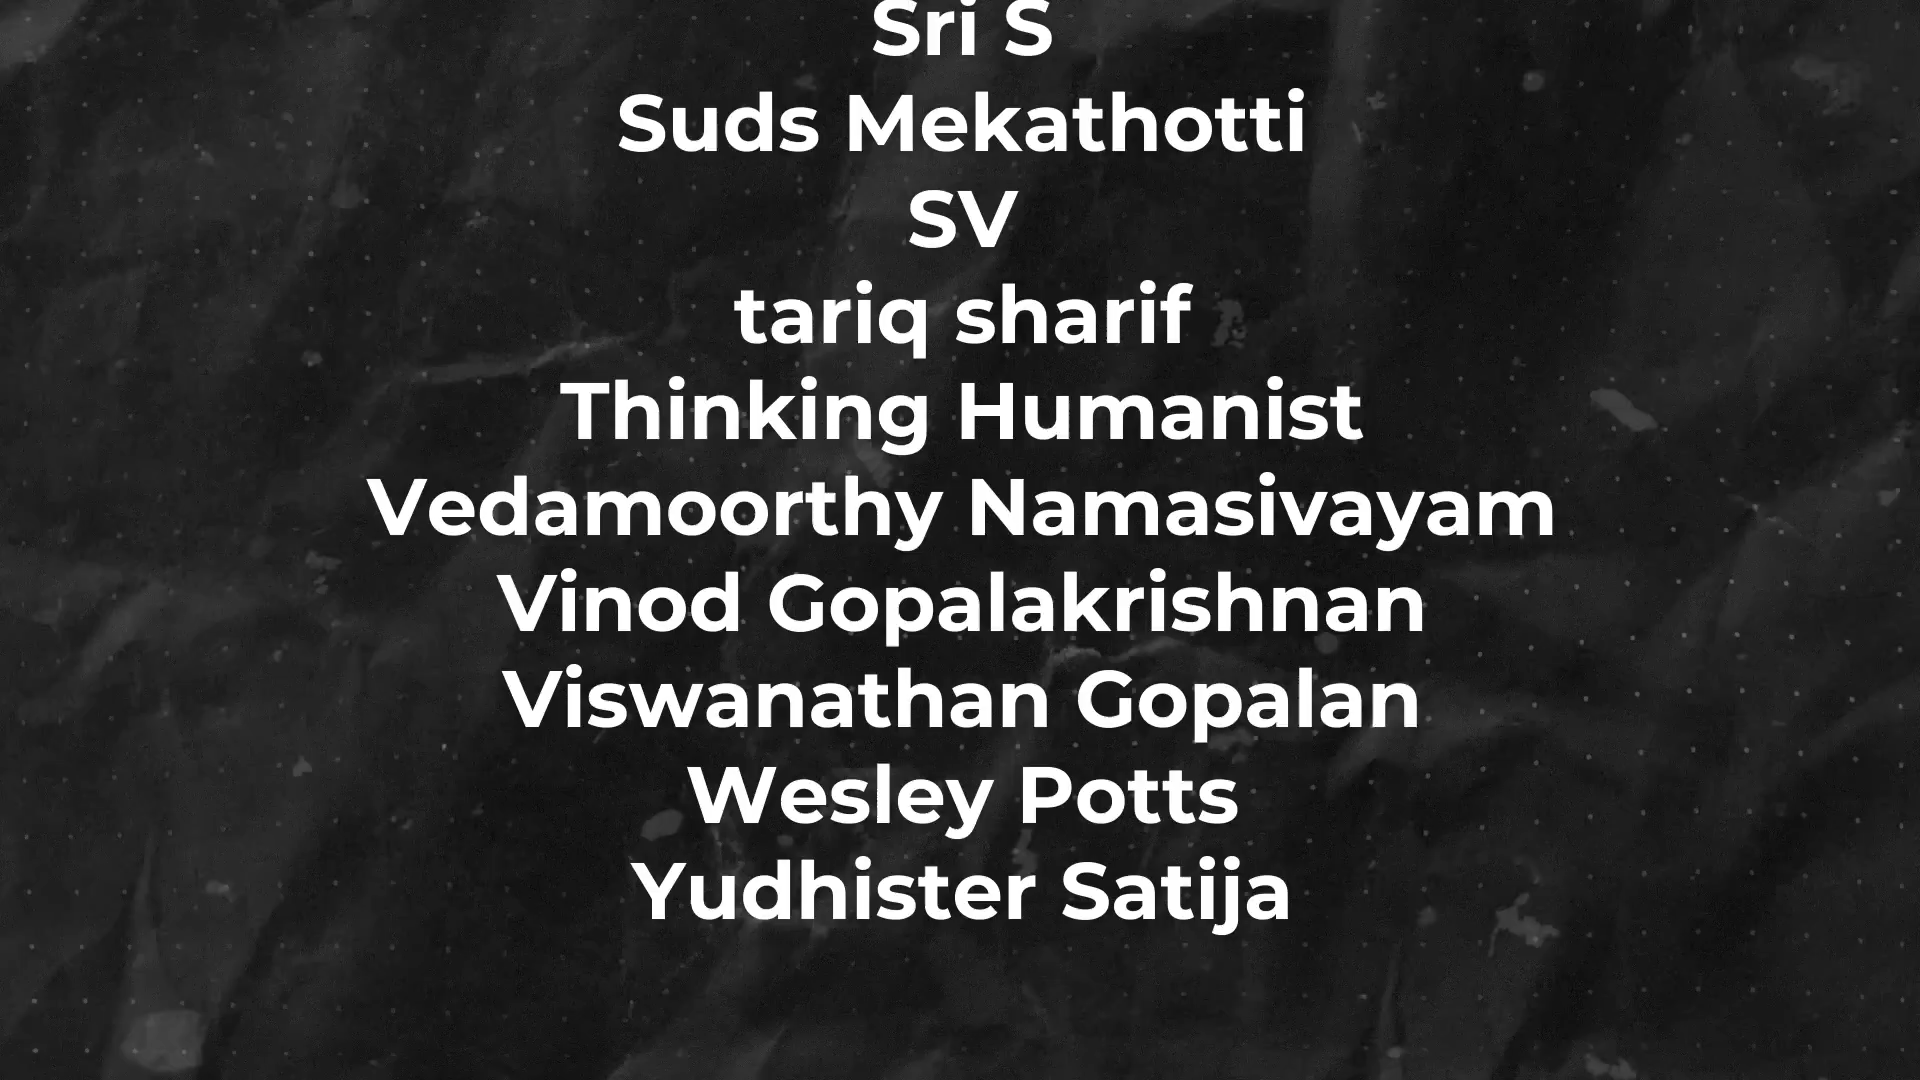 Sri S
Suds Mekathotti
SV
tariq sharif
Thinking Humanist
Vedamoorthy Namasivayam
Vinod Gopalakrishnan
Viswanathan Gopalan
Wesley Potts
Yudhister Satija